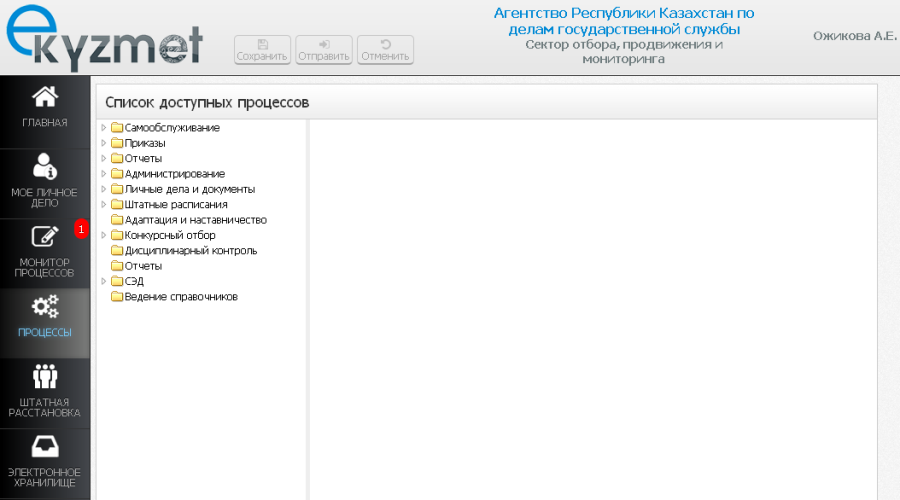 ekyzmet
Сохранить
Отправить
Отменить
Агентство Республики Казахстан по
делам государственной службы
Сектор отбора, продвижения и
мониторинга
Ожикова А.Е.
ГЛАВНАЯ
МОЕ ЛИЧНОЕ
ДЕЛО
1
МОНИТОР
ПРОЦЕССОВ
ПРОЦЕССЫ
ШТАТНАЯ
РАССТАНОВКА
ЭЛЕКТРОННОЕ
ХРАНИЛИЩЕ
Список доступных процессов
Самообслуживание
Приказы
Отчеты
Администрирование
Личные дела и документы
Штатные расписания
Адаптация и наставничество
Конкурсный отбор
Дисциплинарный контроль
Отчеты
СЭД
Ведение справочников